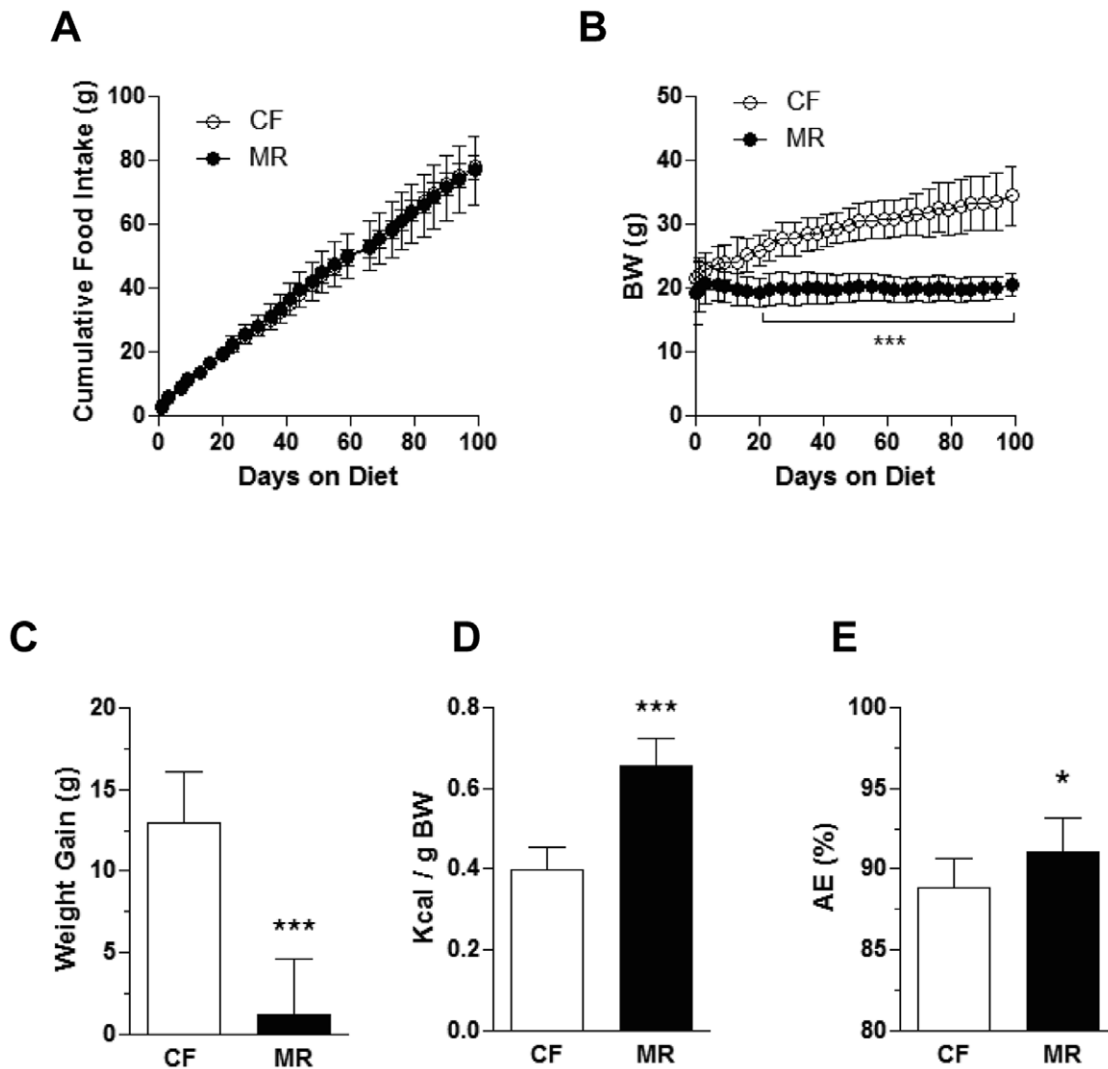 A
B
Cumulative Food Intake (g)
100
80
60
40
20
0
CF
MR
0 20 40 60 80 100
Days on Diet
BW (g)
50
40
30
20
10
0
CF
MR
***
0 20 40 60 80 100
Days on Diet
C
D
E
Weight Gain (g)
20
15
10
5
0
***
CF MR
Kcal / g BW
0.8
0.6
0.4
0.2
0.0
***
CF MR
AE (%)
100
95
90
85
80
*
CF MR